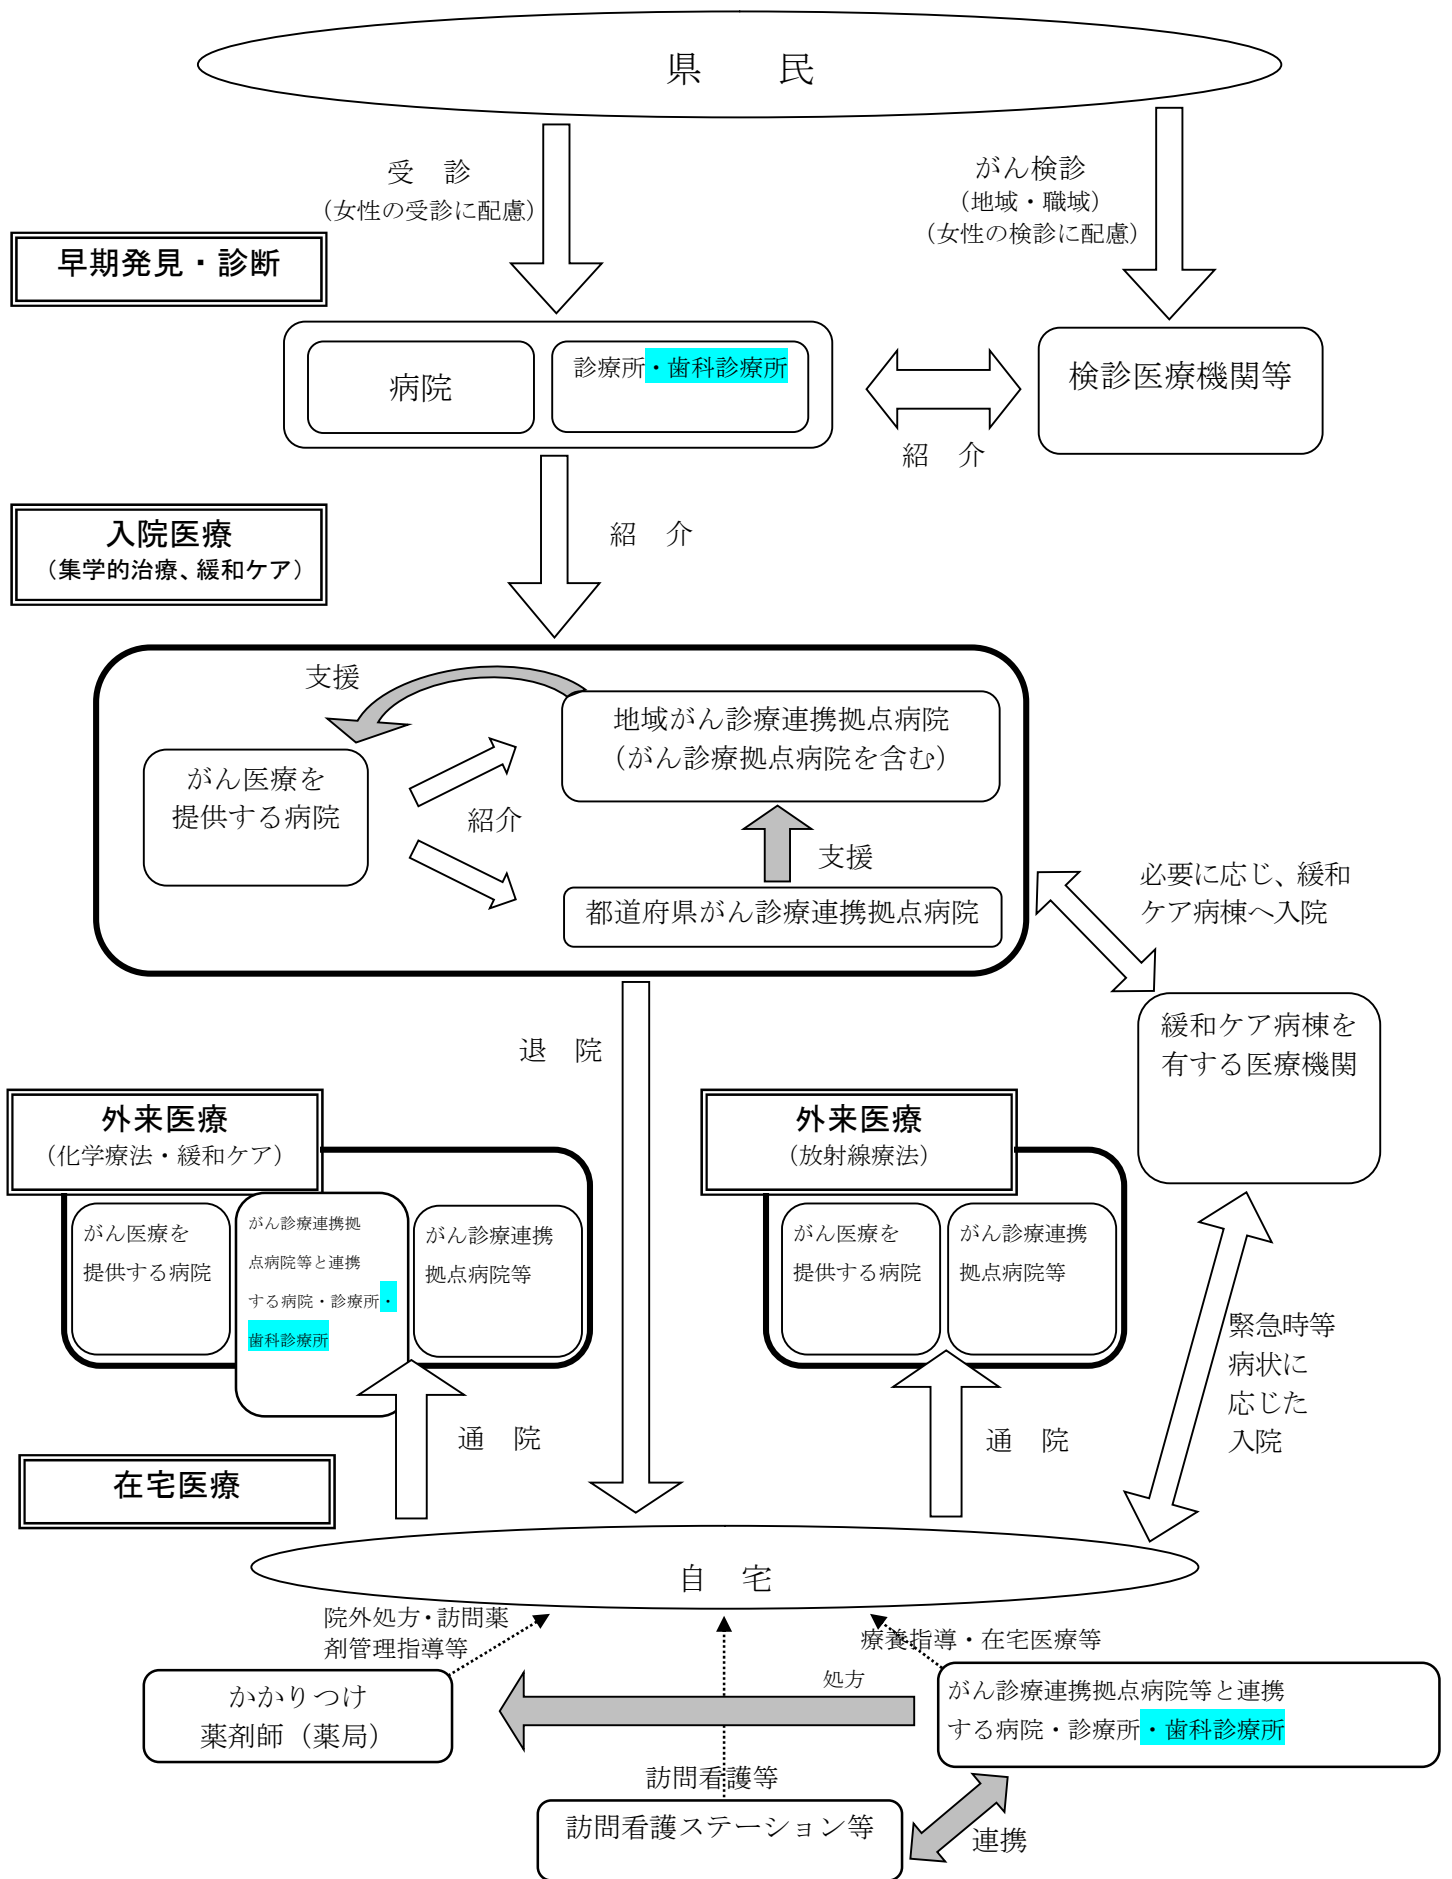 県　民
受　診
（女性の受診に配慮）
がん検診
（地域・職域）
（女性の検診に配慮）
早期発見・診断
病院
診療所・歯科診療所
検診医療機関等
紹　介
入院医療
（集学的治療、緩和ケア）
紹　介
支援
地域がん診療連携拠点病院
（がん診療拠点病院を含む）
がん医療を
提供する病院
紹介
支援
都道府県がん診療連携拠点病院
必要に応じ、緩和
ケア病棟へ入院
緩和ケア病棟を
有する医療機関
退　院
外来医療
（化学療法・緩和ケア）
がん医療を
提供する病院
がん診療連携拠
点病院等と連携
する病院・診療所・
歯科診療所
がん診療連携
拠点病院等
外来医療
（放射線療法）
がん医療を
提供する病院
がん診療連携
拠点病院等
緊急時等
病状に
応じた
入院
通　院
通　院
在宅医療
自　宅
院外処方・訪問薬
剤管理指導等
療養指導・在宅医療等
処方
かかりつけ
薬剤師（薬局）
がん診療連携拠点病院等と連携
する病院・診療所・歯科診療所
訪問看護等
訪問看護ステーション等
連携